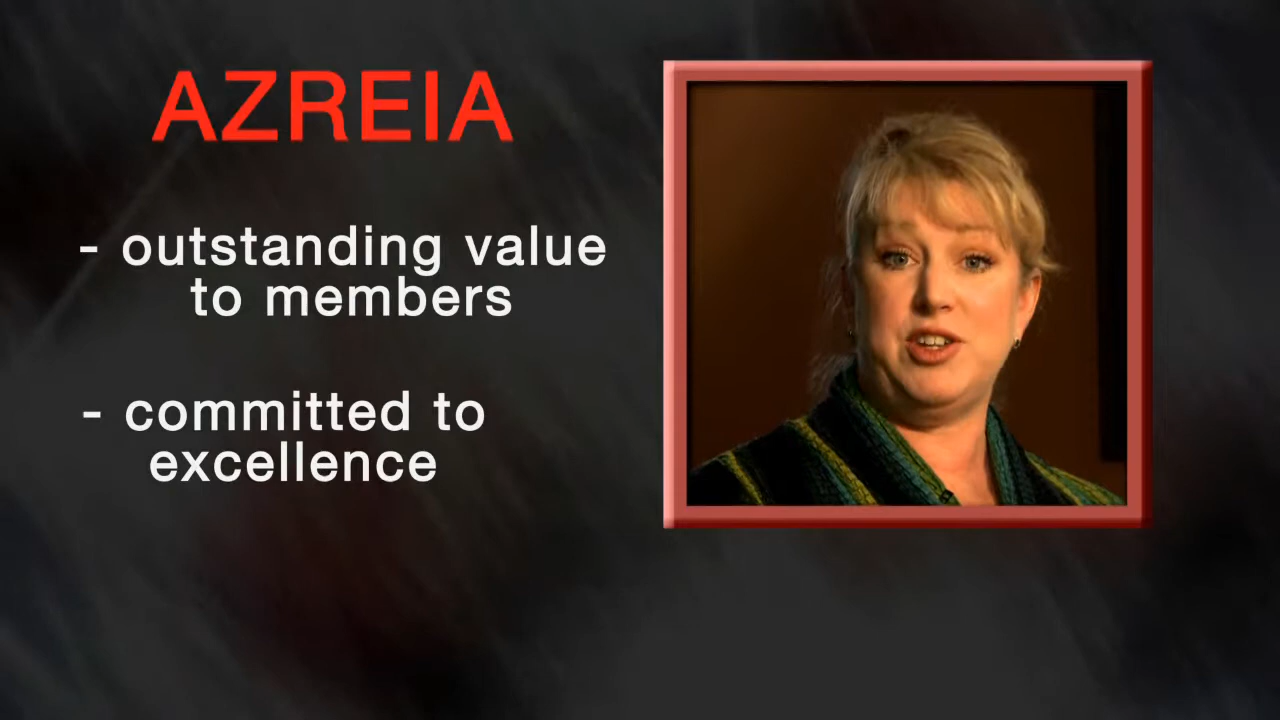 AZREIA
- outstanding value
to members
- committed to
excellence